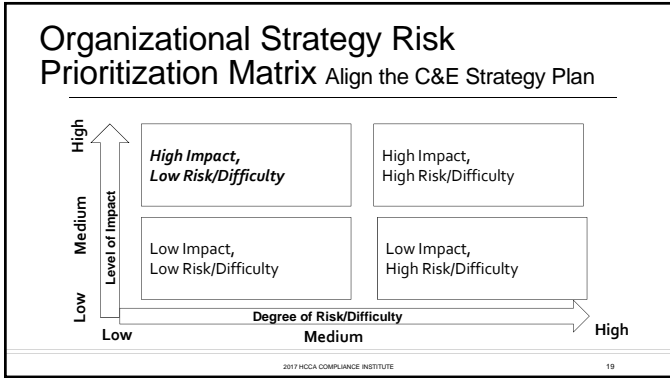 Organizational Strategy Risk
Prioritization Matrix Align the C&E Strategy Plan
High
Medium
Low
Level of Impact
High Impact,
Low Risk/Difficulty
High Impact,
High Risk/Difficulty
Low Impact,
Low Risk/Difficulty
Low Impact,
High Risk/Difficulty
Degree of Risk/Difficulty
Low
Medium
High
2017 HCCA COMPLIANCE INSTITUTE
19